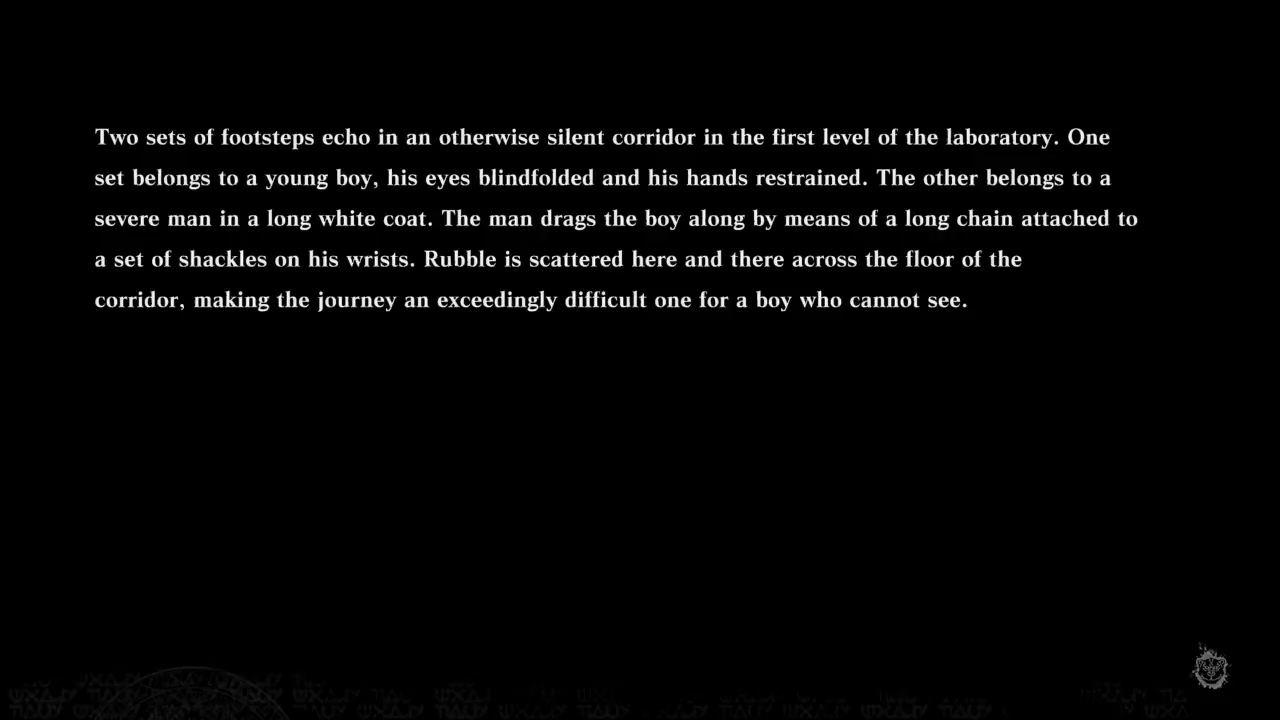 Two sets of footsteps echo in an otherwise silent corridor in the first level of the laboratory. One
set belongs to a young boy, his eyes blindfolded and his hands restrained. The other belongs to a
severe man in a long white coat. The man drags the boy along by means of a long chain attached to
a set of shackles on his wrists. Rubble is scattered here and there across the floor of the
corridor, making the journey an exceedingly difficult one for a boy who cannot see.